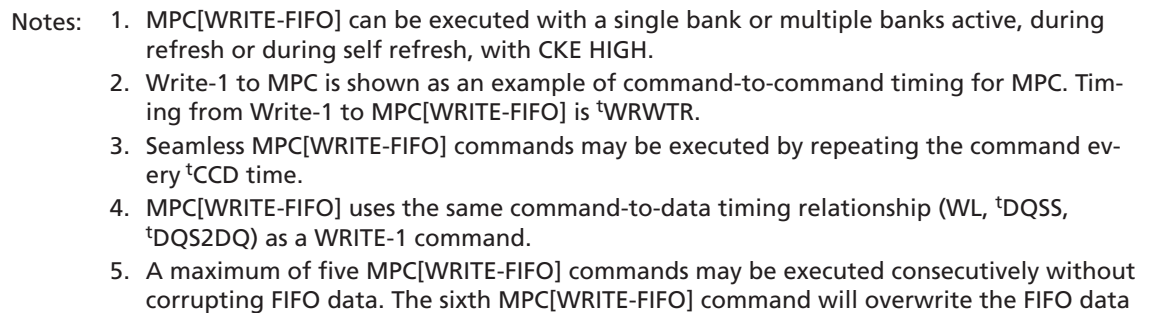 Notes: 1. MPC[WRITE-FIFO] can be executed with a single bank or multiple banks active, during
refresh or during self refresh, with CKE HIGH.
2. Write-1 to MPC is shown as an example of command-to-command timing for MPC. Tim-
ing from Write-1 to MPC[WRITE-FIFO] is tWRWTR.
3. Seamless MPC[WRITE-FIFO] commands may be executed by repeating the command ev-
ery tCCD time.
4. MPC[WRITE-FIFO] uses the same command-to-data timing relationship (WL, tDQSS,
tDQS2DQ) as a WRITE-1 command.
5. A maximum of five MPC[WRITE-FIFO] commands may be executed consecutively without
corrupting FIFO data. The sixth MPC[WRITE-FIFO] command will overwrite the FIFO data